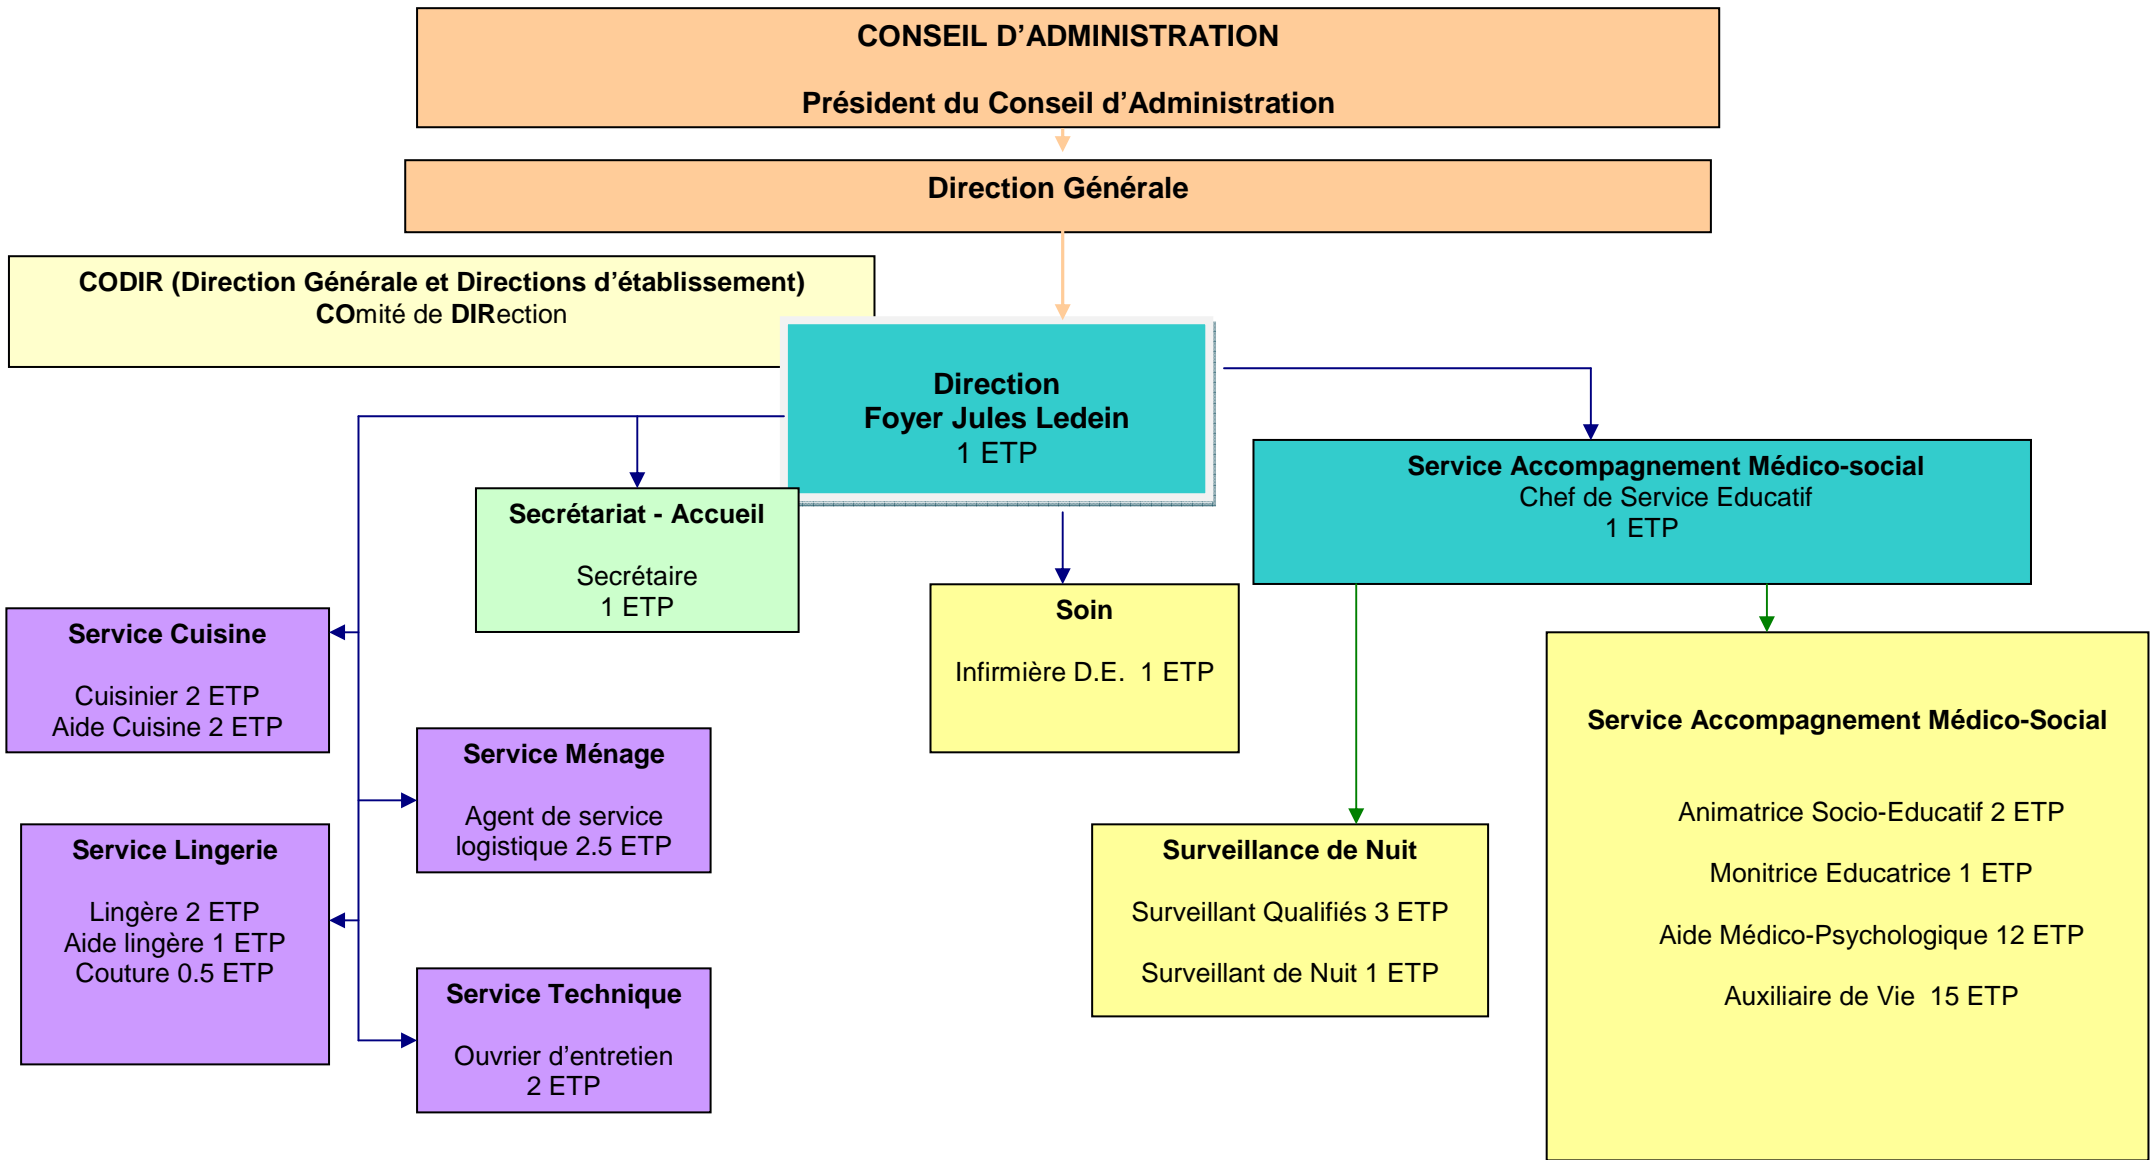 CONSEIL D’ADMINISTRATION
Président du Conseil d’Administration
Direction Générale
CODIR (Direction Générale et Directions d’établissement)
COmité de DIRection
Direction
Foyer Jules Ledein
1 ETP
Service Accompagnement Médico-social
Chef de Service Educatif
1 ETP
Secrétariat - Accueil
Secrétaire
1 ETP
Soin
Infirmière D.E.  1 ETP
Service Cuisine
Cuisinier 2 ETP
Aide Cuisine 2 ETP
Service Ménage
Agent de service
logistique 2.5 ETP
Service Lingerie
Lingère 2 ETP
Aide lingère 1 ETP
Couture 0.5 ETP
Service Technique
Ouvrier d’entretien
2 ETP
Surveillance de Nuit
Surveillant Qualifiés 3 ETP
Surveillant de Nuit 1 ETP
Service Accompagnement Médico-Social
Animatrice Socio-Educatif 2 ETP
Monitrice Educatrice 1 ETP
Aide Médico-Psychologique 12 ETP
Auxiliaire de Vie  15 ETP